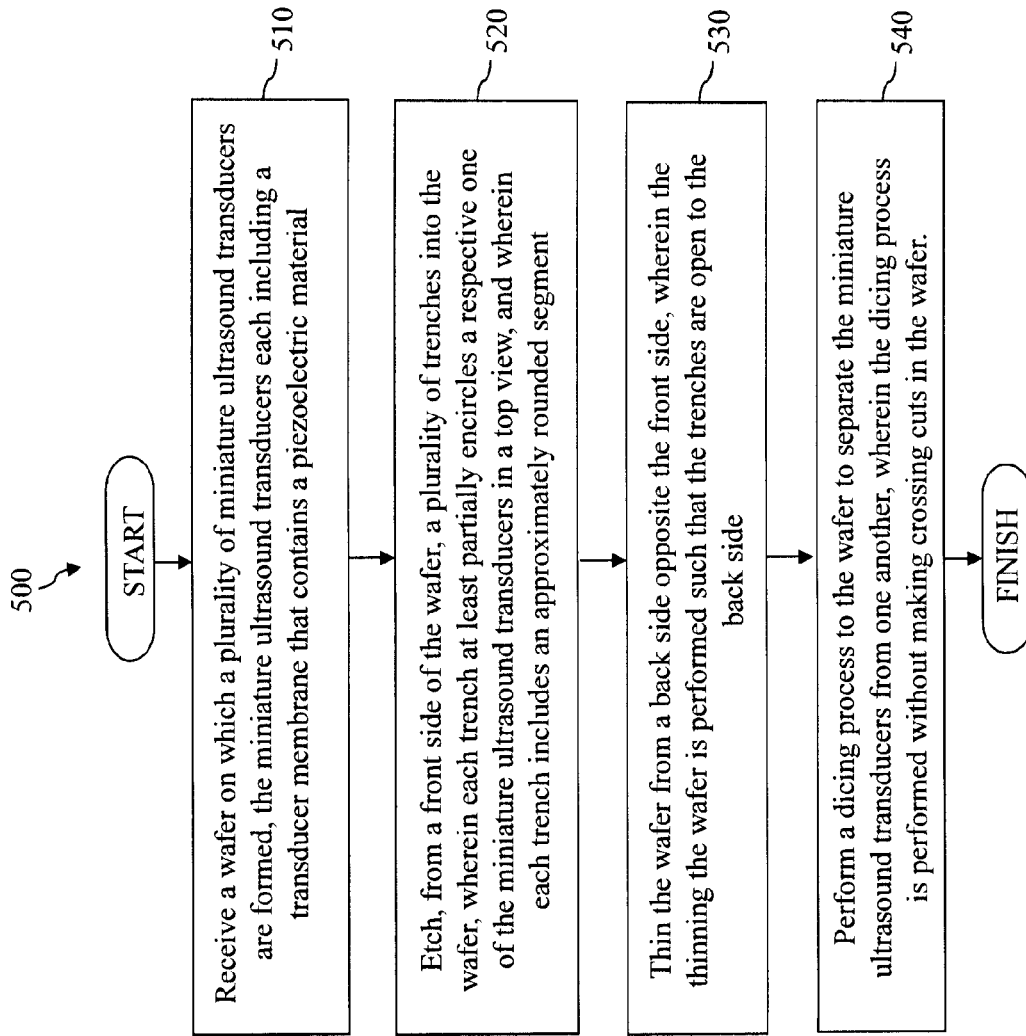 500
START
Receive a wafer on which a plurality of miniature ultrasound transducers
are formed, the miniature ultrasound transducers each including a
transducer membrane that contains a piezoelectric material
510
Etch, from a front side of the wafer, a plurality of trenches into the
wafer, wherein each trench at least partially encircles a respective one
of the miniature ultrasound transducers in a top view, and wherein
each trench includes an approximately rounded segment
520
Thin the wafer from a back side opposite the front side, wherein the
thinning the wafer is performed such that the trenches are open to the
back side
530
Perform a dicing process to the wafer to separate the miniature
ultrasound transducers from one another, wherein the dicing process
is performed without making crossing cuts in the wafer.
540
FINISH